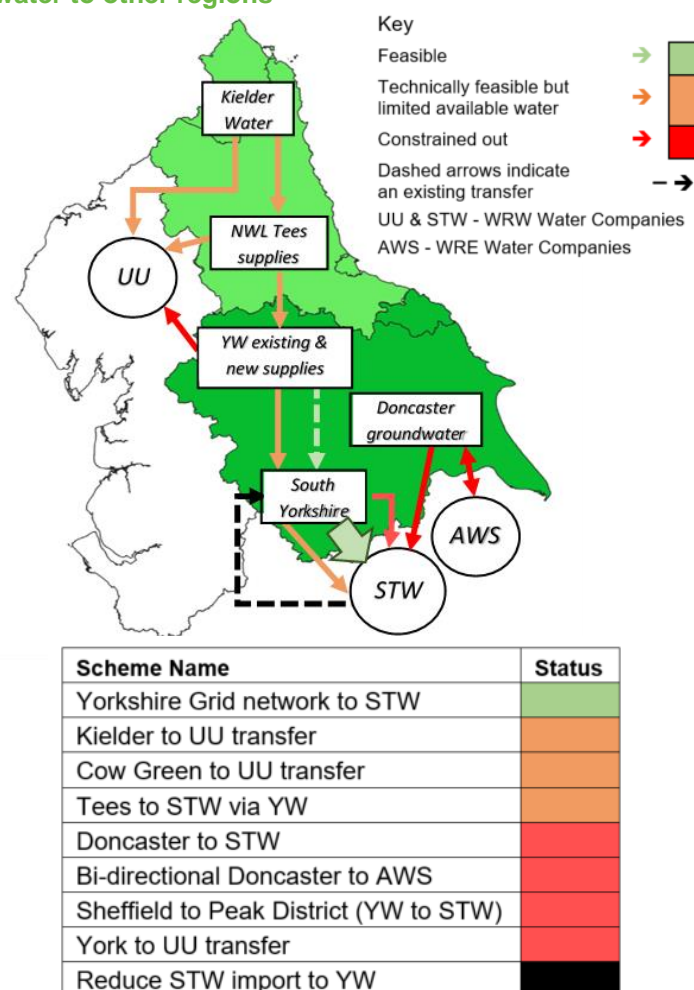 water to other regions
Key
Feasible
Technically feasible but
limited available water
Constrained out
Dashed arrows indicate
an existing transfer
UU & STW - WRW Water Companies
AWS - WRE Water Companies
Kielder
Water
NWL Tees
supplies
UU
YW existing &
new supplies
Doncaster
groundwater
South
Yorkshire
AWS
STW
Scheme Name Status
Yorkshire Grid network to STW
Kielder to UU transfer
Cow Green to UU transfer
Tees to STW via YW
Doncaster to STW
Bi-directional Doncaster to AWS
Sheffield to Peak District (YW to STW)
York to UU transfer
Reduce STW import to YW